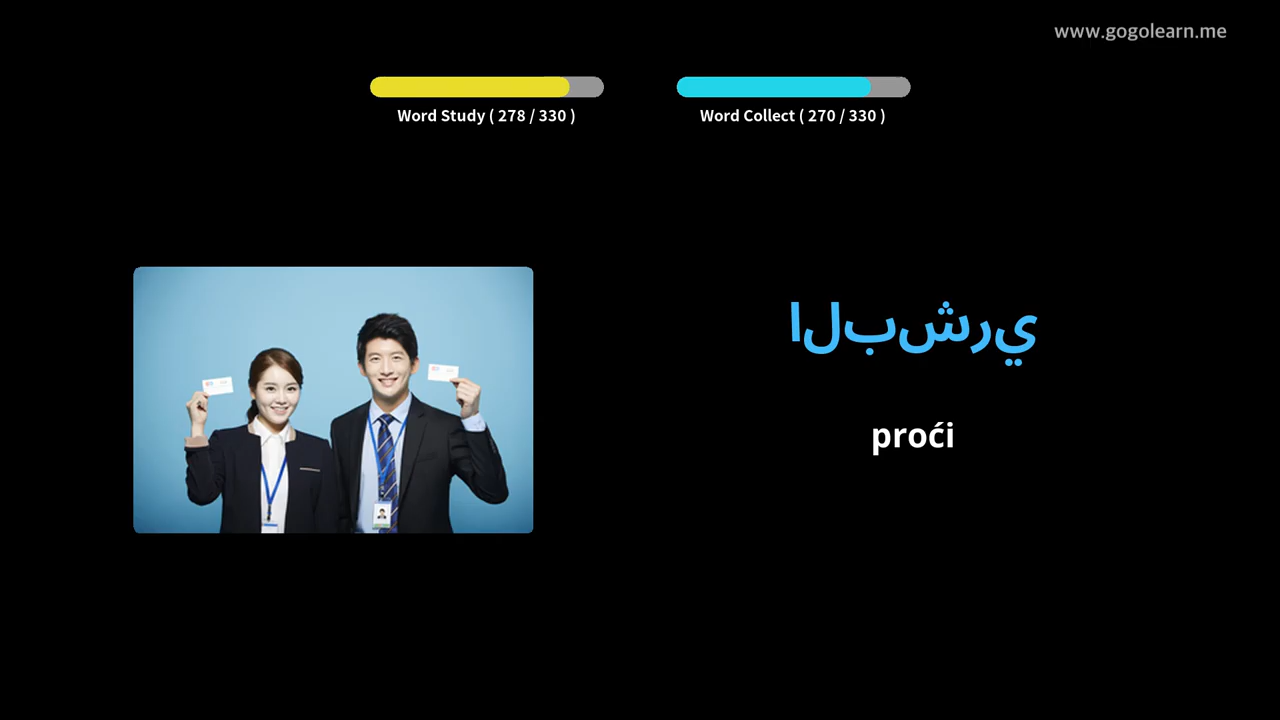 www.gogolearn.me
Word Study ( 278 / 330 )
Word Collect ( 270 / 330 )
البشري
proći